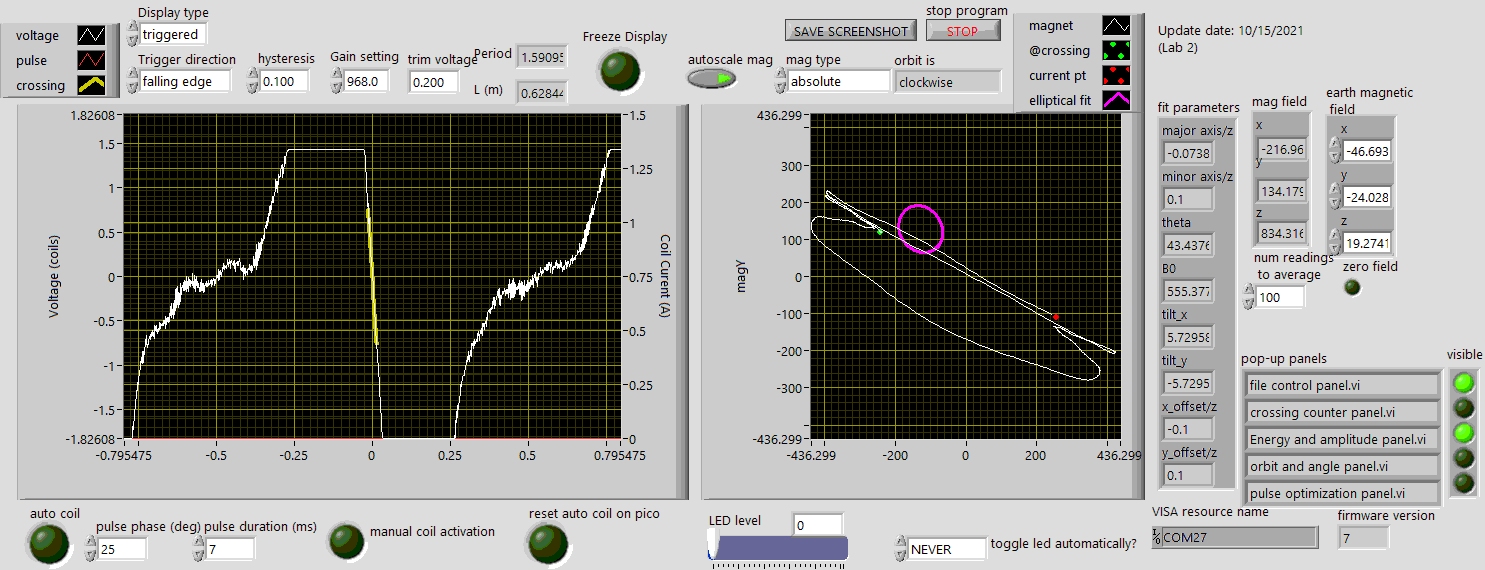 Display type
triggered
voltage
pulse
crossing
Trigger direction
falling edge
hysteresis
0.100
Gain setting
968.0
trim voltage
0.200
Period
1.5909
L (m)
0.6284
Freeze Display
SAVE SCREENSHOT
stop program
STOP
autoscale mag
mag type
absolute
orbit is
clockwise
magnet
@crossing
current pt
elliptical fit
Update date: 10/15/2021
(Lab 2)
1.82608
1.5
1
0.5
0
-0.5
-1
-1.5
-1.82608
Voltage (coils)
-0.795475
-0.5
-0.25
0
0.25
0.5
0.795475
1.5
1.25
1
0.75
0.5
0.25
0
Coil Current (A)
436.299
300
200
100
0
-100
-200
-300
-436.299
magY
-436.299
-200
0
200
436.299
fit parameters
major axis/z
-0.0738
minor axis/z
0.1
theta
43.4376
B0
555.377
tilt_x
5.72958
tilt_y
-5.7295
x_offset/z
-0.1
y_offset/z
0.1
mag field
x
-216.96
y
134.179
z
834.316
earth magnetic
field
x
-46.693
y
-24.028
z
19.2741
num readings
to average
100
zero field
pop-up panels
visible
file control panel.vi
crossing counter panel.vi
Energy and amplitude panel.vi
orbit and angle panel.vi
pulse optimization panel.vi
auto coil
pulse phase (deg)
25
pulse duration (ms)
7
manual coil activation
reset auto coil on pico
LED level
0
NEVER
toggle led automatically?
VISA resource name
COM27
firmware version
7